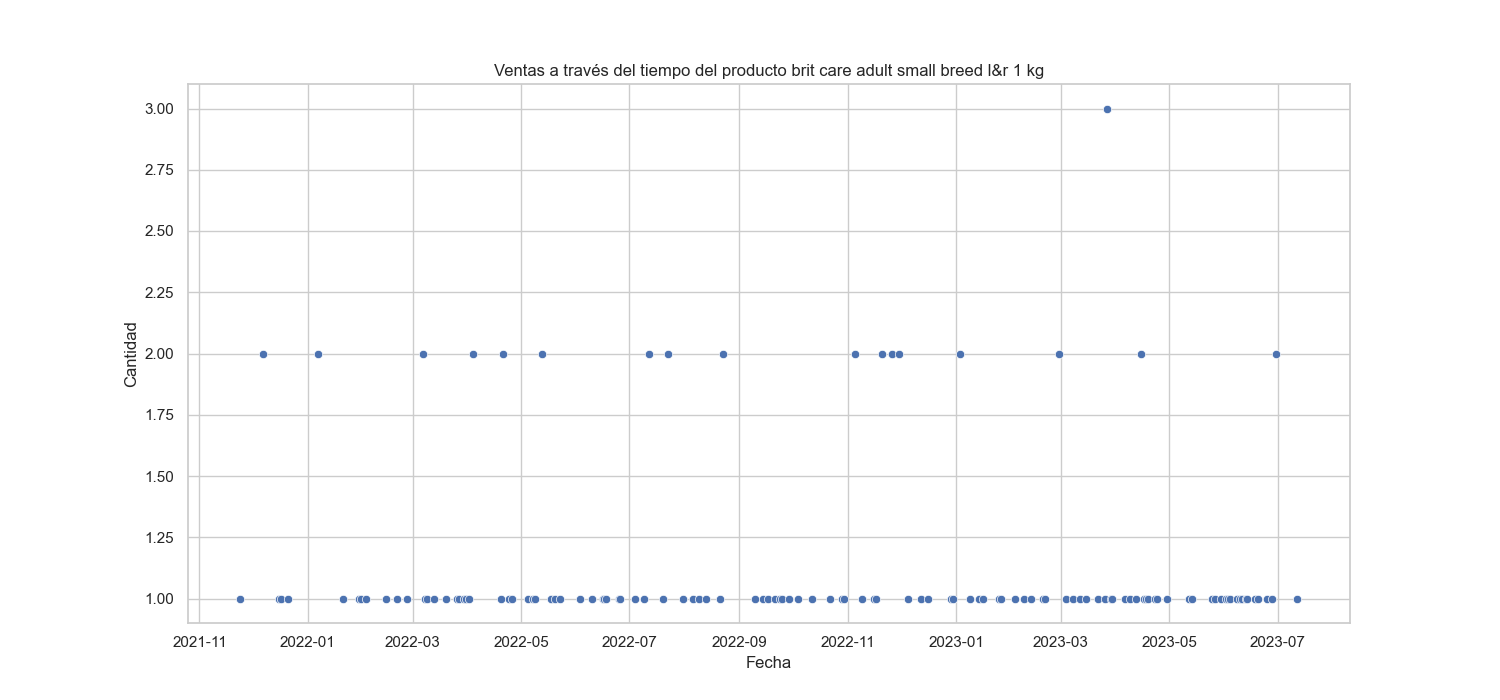 Ventas a través del tiempo del producto brit care adult small breed l&r 1 kg
3.00
2.75
2.50
2.25
2.00
1.75
1.50
1.25
1.00
Cantidad
2021-11 2022-01 2022-03 2022-05 2022-07 2022-09 2022-11 2023-01 2023-03 2023-05 2023-07
Fecha